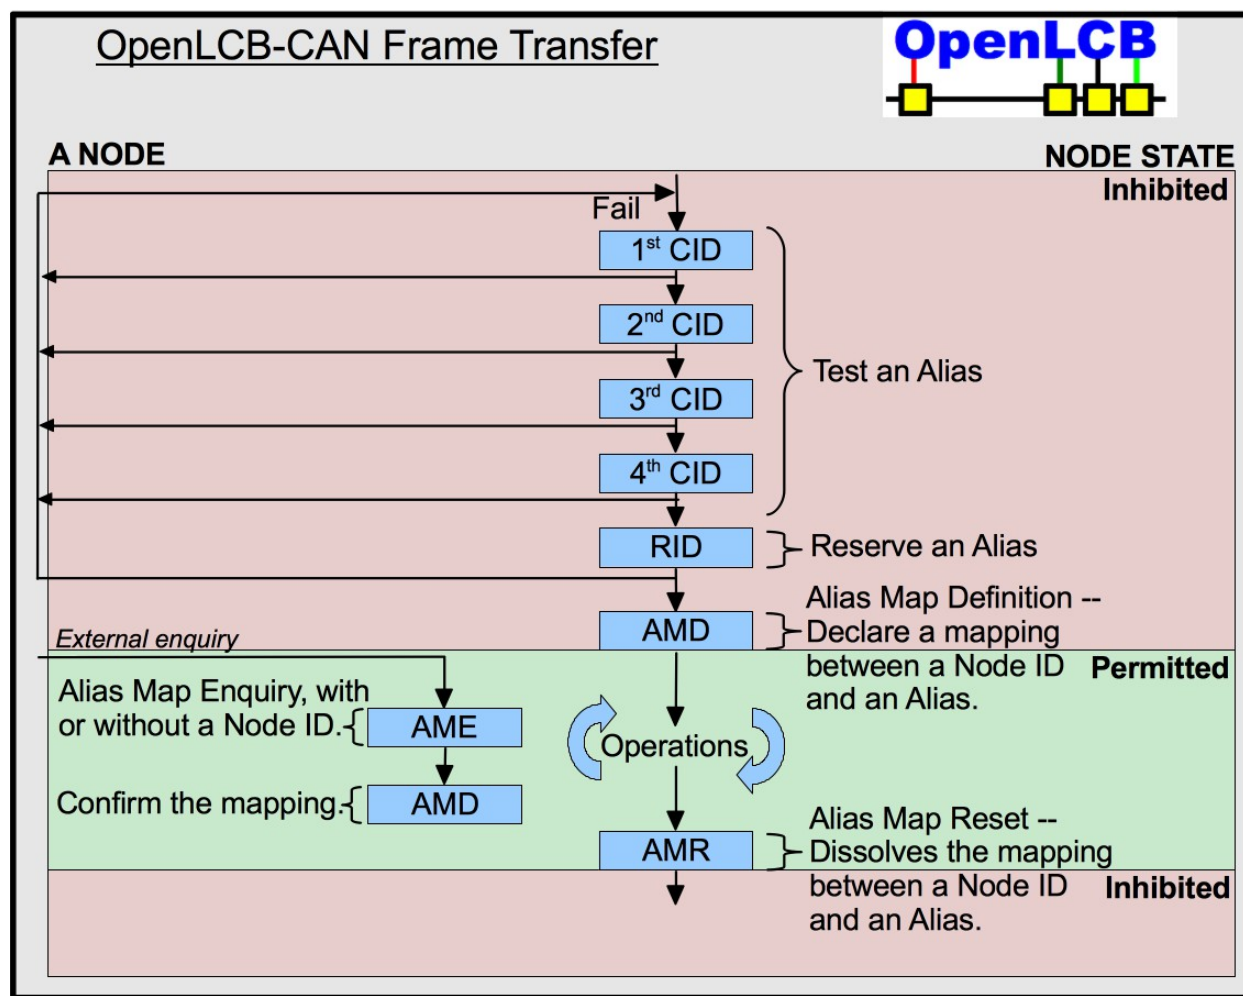 OpenLCB-CAN Frame Transfer
OpenLCB
A NODE
NODE STATE
Inhibited
Fail
1st CID
2nd CID
3rd CID
Test an Alias
4th CID
RID
Reserve an Alias
AMD
Alias Map Definition --
Declare a mapping
between a Node ID
and an Alias.
External enquiry
Permitted
Alias Map Enquiry, with
or without a Node ID.
AME
Operations
Confirm the mapping.
AMD
AMR
Alias Map Reset --
Dissolves the mapping
between a Node ID
and an Alias.
Inhibited